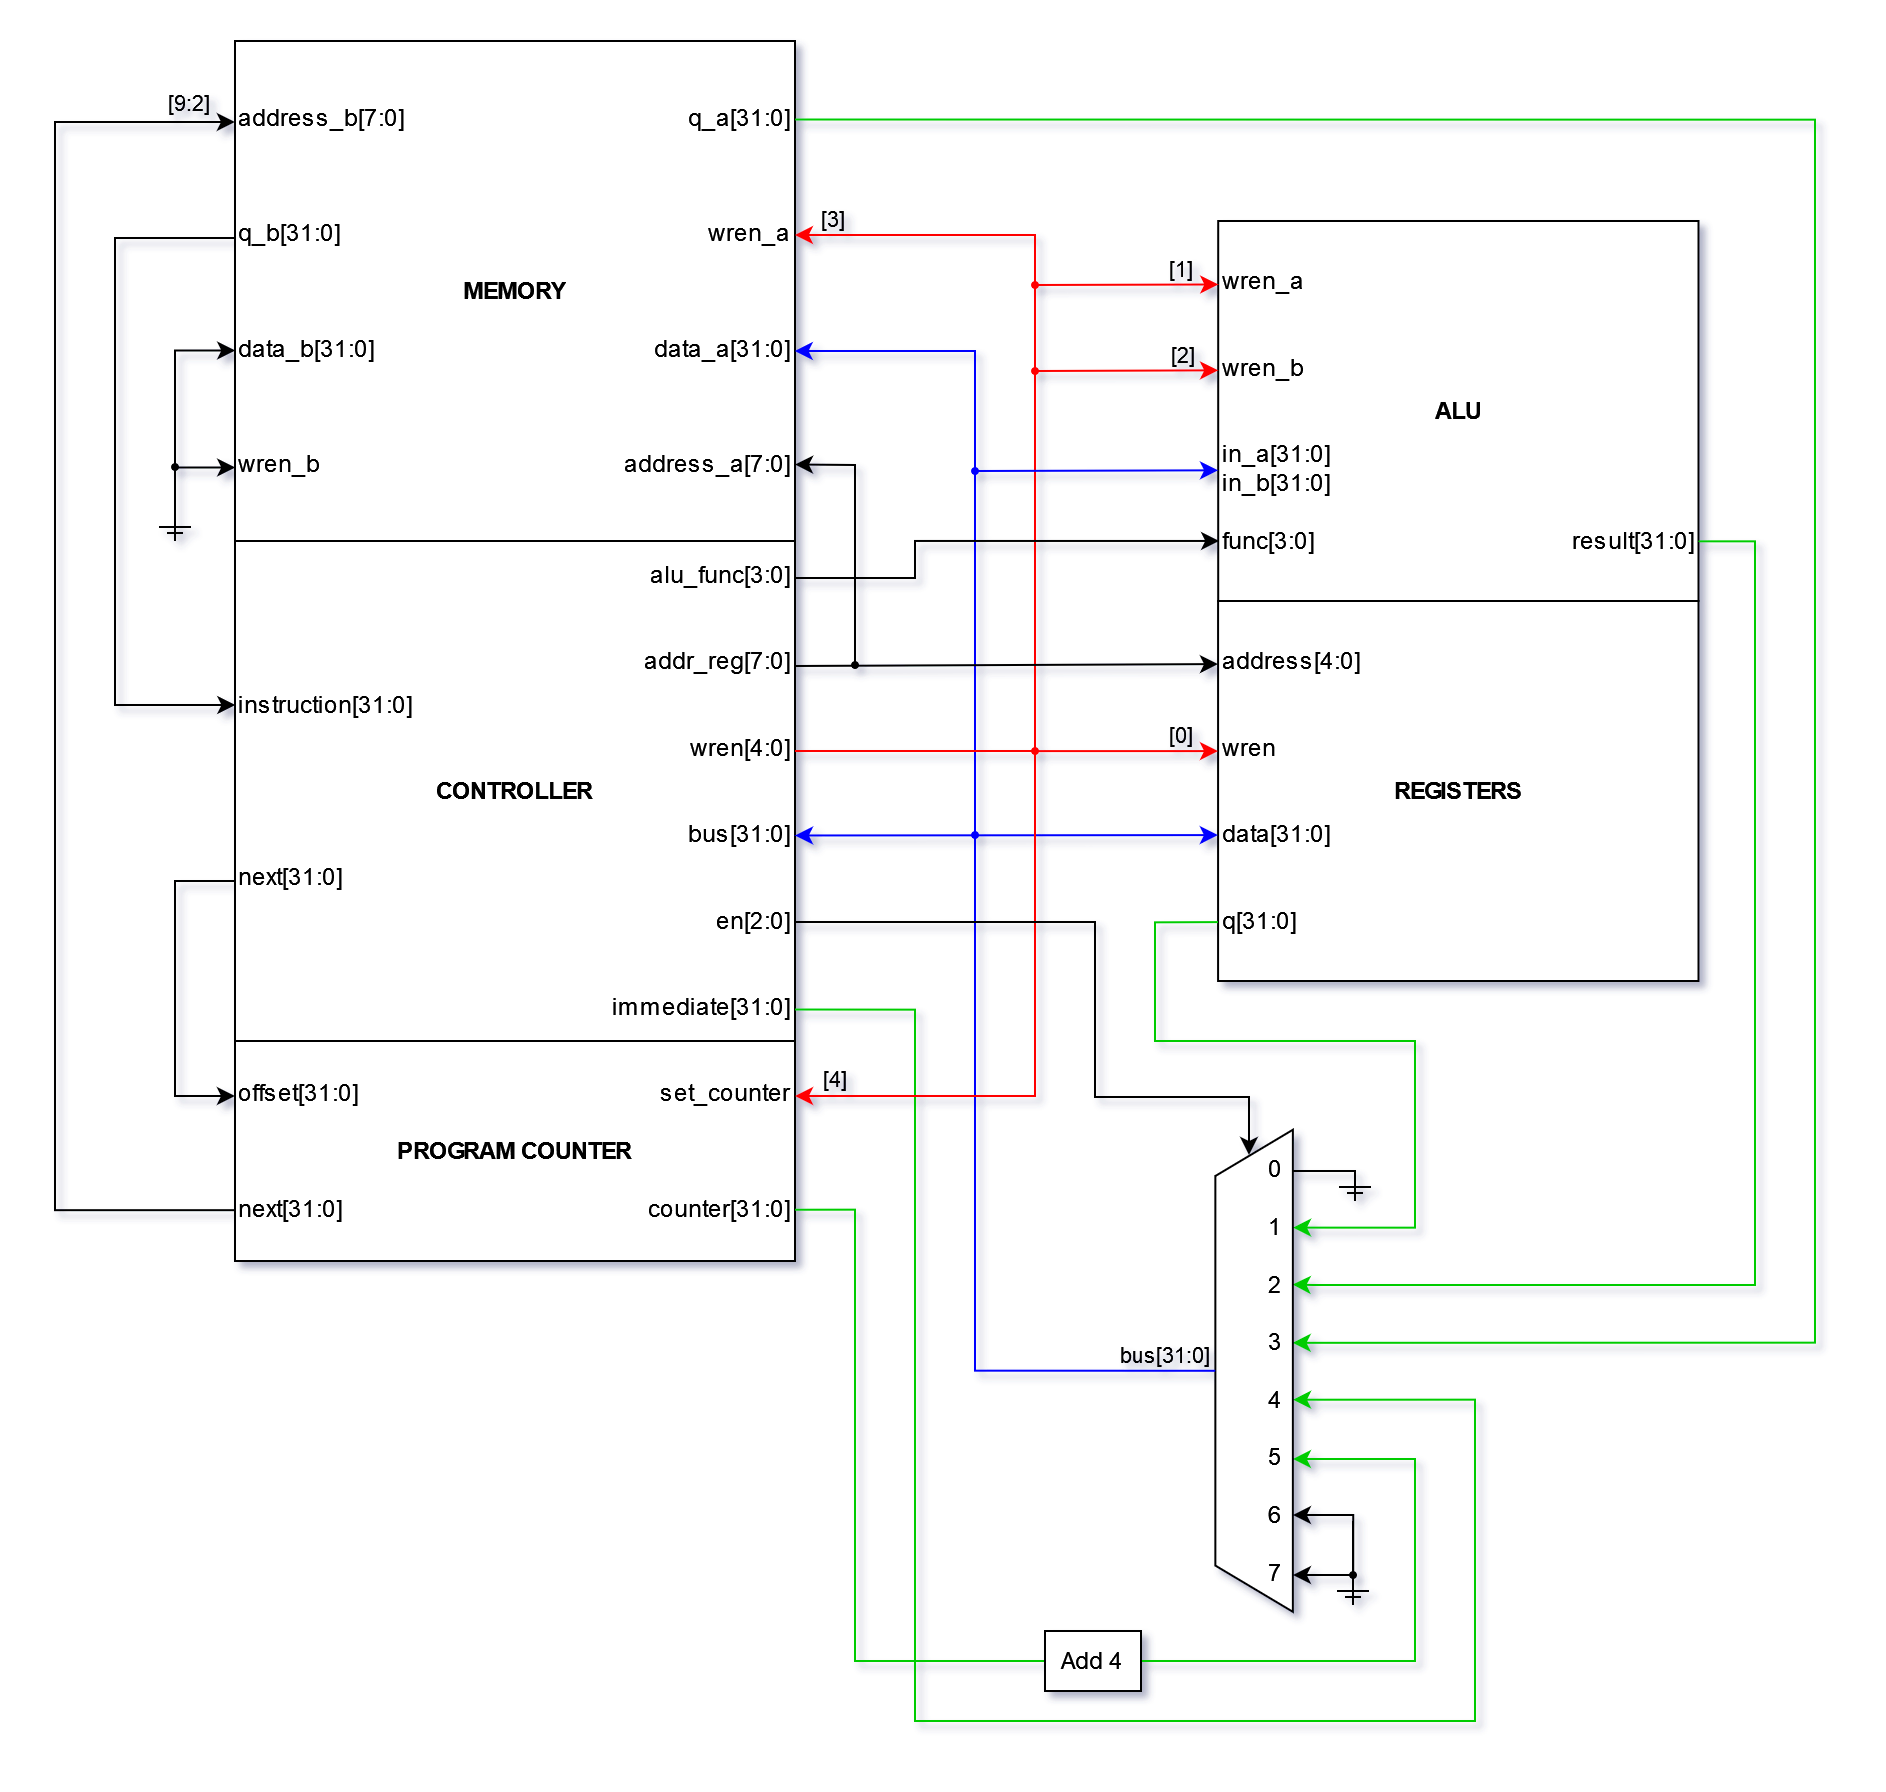 [9:2]
address_b[7:0]
q_a[31:0]
q_b[31:0]
[3]
wren_a
MEMORY
data_b[31:0]
data_a[31:0]
wren_b
address_a[7:0]
[1]
wren_a
[2]
wren_b
ALU
in_a[31:0]
in_b[31:0]
func[3:0]
result[31:0]
alu_func[3:0]
addr_reg[7:0]
instruction[31:0]
wren[4:0]
CONTROLLER
bus[31:0]
next[31:0]
en[2:0]
immediate[31:0]
address[4:0]
[0]
wren
REGISTERS
data[31:0]
q[31:0]
offset[31:0]
[4]
set_counter
PROGRAM COUNTER
next[31:0]
counter[31:0]
0
1
2
3
bus[31:0]
4
5
6
7
Add 4